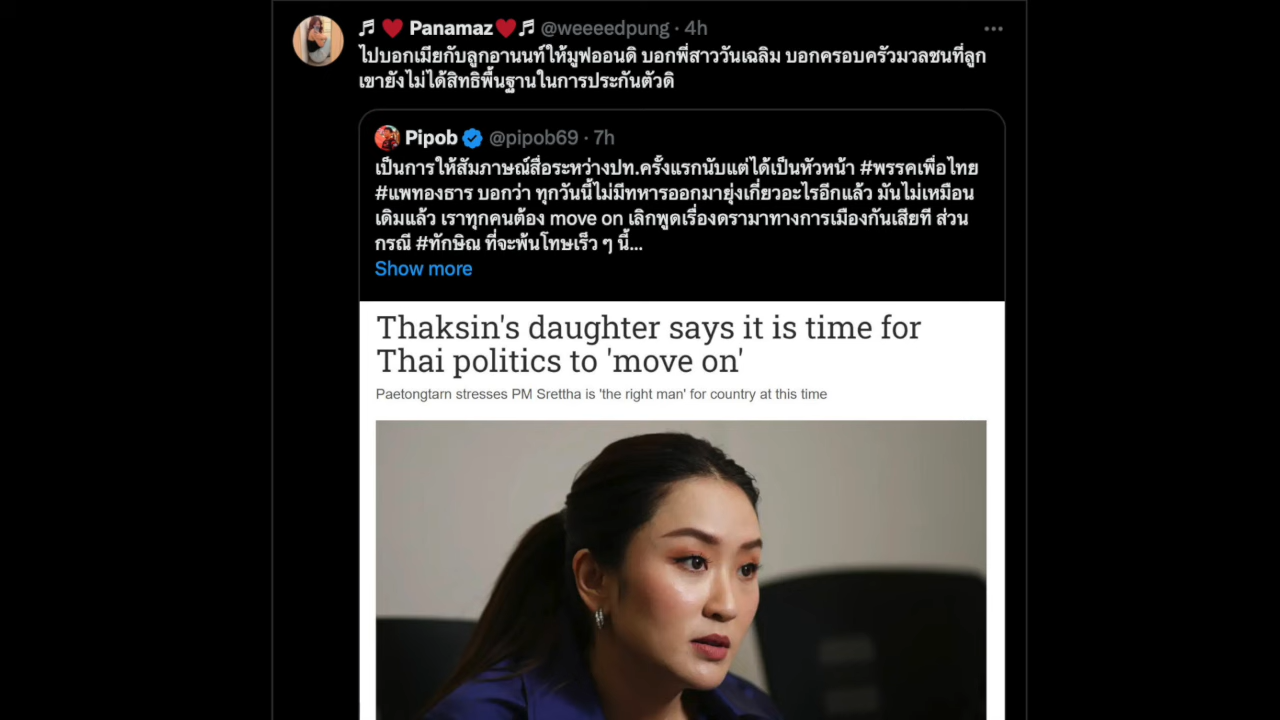 ♬ ❤️ Panamaz❤️♬ @weeeedpung · 4h
ไปบอกเมียกับลูกอานนท์ให้มูฟออนดิ บอกพี่สาววันเฉลิม บอกครอบครัวมวลชนที่ลูก
เขายังไม่ได้สิทธิพื้นฐานในการประกันตัวดิ
Pipob @pipob69 · 7h
เป็นการให้สัมภาษณ์สื่อระหว่างปท.ครั้งแรกนับแต่ได้เป็นหัวหน้า #พรรคเพื่อไทย
#แพทองธาร บอกว่า ทุกวันนี้ไม่มีทหารออกมายุ่งเกี่ยวอะไรอีกแล้ว มันไม่เหมือน
เดิมแล้ว เราทุกคนต้อง move on เลิกพูดเรื่องดรามาทางการเมืองกันเสียที ส่วน
กรณี #ทักษิณ ที่จะพ้นโทษเร็ว ๆ นี้...
Show more
Thaksin's daughter says it is time for
Thai politics to 'move on'
Paetongtarn stresses PM Srettha is 'the right man' for country at this time